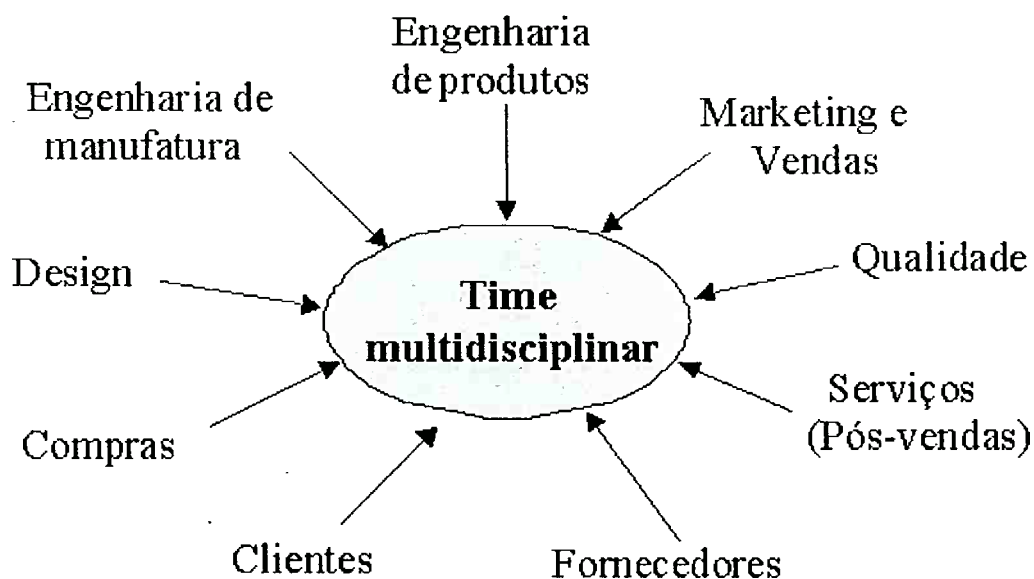 Engenharia
de produtos
Engenharia de
manufatura
Marketing e
Vendas
Design
Qualidade
Time
multidisciplinar
Compras
Serviços
(Pós-vendas)
Clientes
Fornecedores